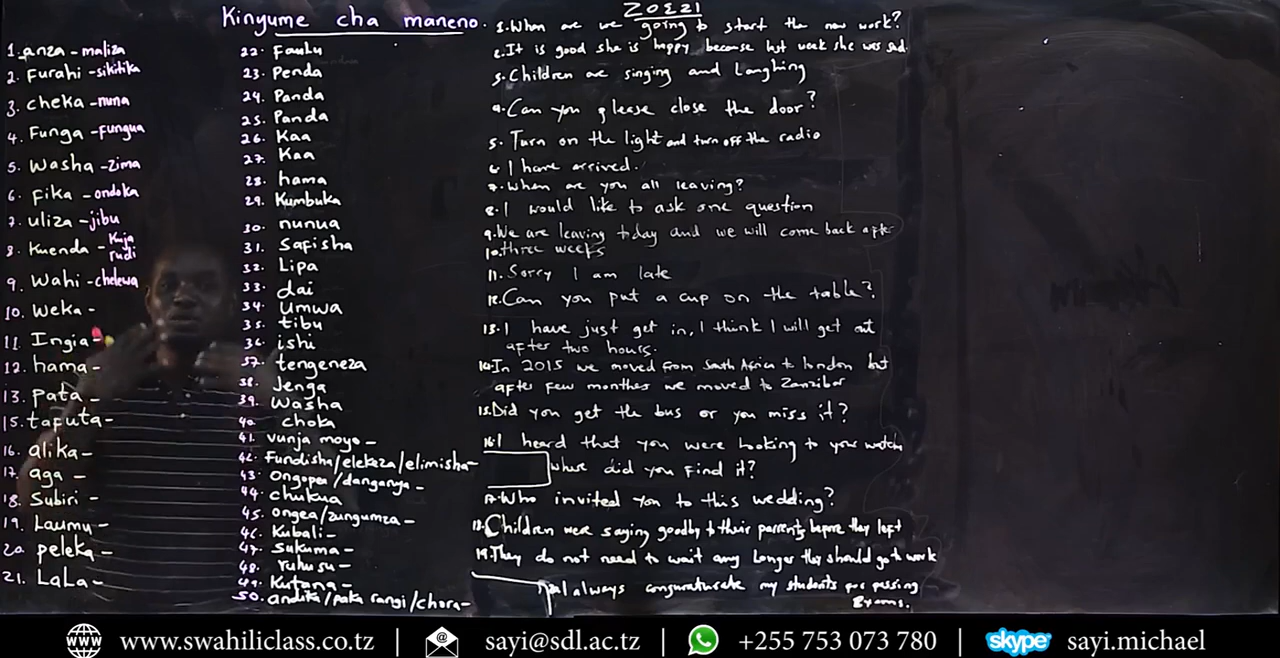 Kinyume cha maneno.
1. anza - maliza
2. Furahi - sikitika
3. cheka - nuna
4. Funga - fungua
5. Washa - Zima
6. Fika - ondoka
7. uliza - jibu
8. Kuenda - Kuja
rudi
9. Wahi - chelewa
10. Weka -
11. Ingia -
12. hama -
13. Pata -
15. tafuta -
16. alika -
17. aga -
18. Subiri -
19. Laumu -
20. peleka -
21. LaLa -
22. Faulu
23. Penda
24. Panda
25. Panda
26. Kaa
27. Kaa
28. hama
29. Kumbuka
30. nunua
31. Safisha
32. Lipa
33. dai
34. umwa
35. tibu
36. ishi
37. tengeneza
38. Jenga
39. Washa
40. choka
41. vunja moyo -
42. Fundisha/elekeza/elimisha -
43. Ongopea/danganya -
44. chukua
45. ongea/zungumza -
46. Kubali -
47. sukuma -
48. ruhusu -
49. Kutana -
50. andika/paka rangi/chora -
ZOEZI
1. When are we going to start the new work?
2. It is good she is happy because last week she was sad.
3. Children are singing and Laughing
4. Can you please close the door?
5. Turn on the light and turn off the radio
6. I have arrived.
7. When are you all leaving?
8. I would like to ask one question
9. We are leaving today and we will come back after
10. three weeks
11. Sorry I am late
12. Can you put a cup on the table?
13. I have just get in, I think I will get out
after two hours.
14. In 2015 we moved from South Africa to london but
after few monthes we moved to Zanzibar
15. Did you get the bus or you miss it?
16. I heard that you were Looking to your watch
where did you find it?
17. Who invited you to this wedding?
18. Children were saying goodby to their parrents before they left
19. They do not need to wait any Longer they should go to work
I always my students for passing
Exams.
www.swahiliclass.co.tz | sayi@sdl.ac.tz | +255 753 073 780 | skype sayi.michael